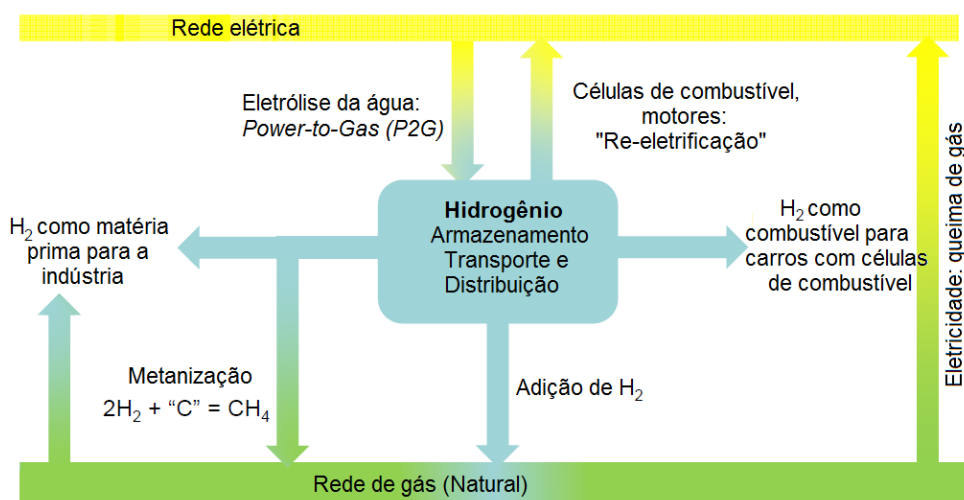 Rede elétrica
Eletrólise da água:
Power-to-Gas (P2G)
Células de combustível,
motores:
"Re-eletrificação"
Hidrogênio
Armazenamento
Transporte e
Distribuição
H₂ como matéria
prima para a
indústria
H₂ como
combustível para
carros com células
de combustível
Eletricidade: queima de gás
Metanização
2H₂ + “C” = CH₄
Adição de H₂
Rede de gás (Natural)